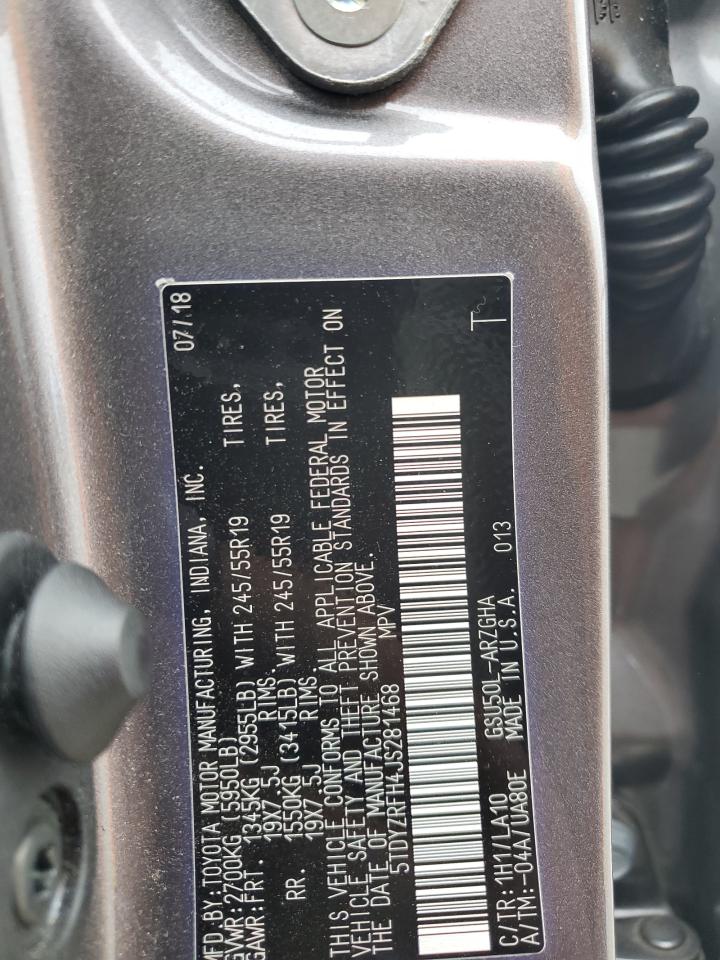 MFD.BY:TOYOTA MOTOR MANUFACTURING, INDIANA, INC. 07/18
GVWR:2700KG (5950LB)
GAWR:FRT. 1345KG (2955LB) WITH 245/55R19 TIRES,
19X7.5J RIMS.
RR. 1550KG (3415LB) WITH 245/55R19 TIRES,
19X7.5J RIMS.
THIS VEHICLE CONFORMS TO ALL APPLICABLE FEDERAL MOTOR
VEHICLE SAFETY AND THEFT PREVENTION STANDARDS IN EFFECT ON
THE DATE OF MANUFACTURE SHOWN ABOVE.
5TDYZRFH4JS281468 MPV
C/TR:1H1/LA10 GSU50L-ARZGHA
A/TM:-04A/UA80E MADE IN U.S.A. 013